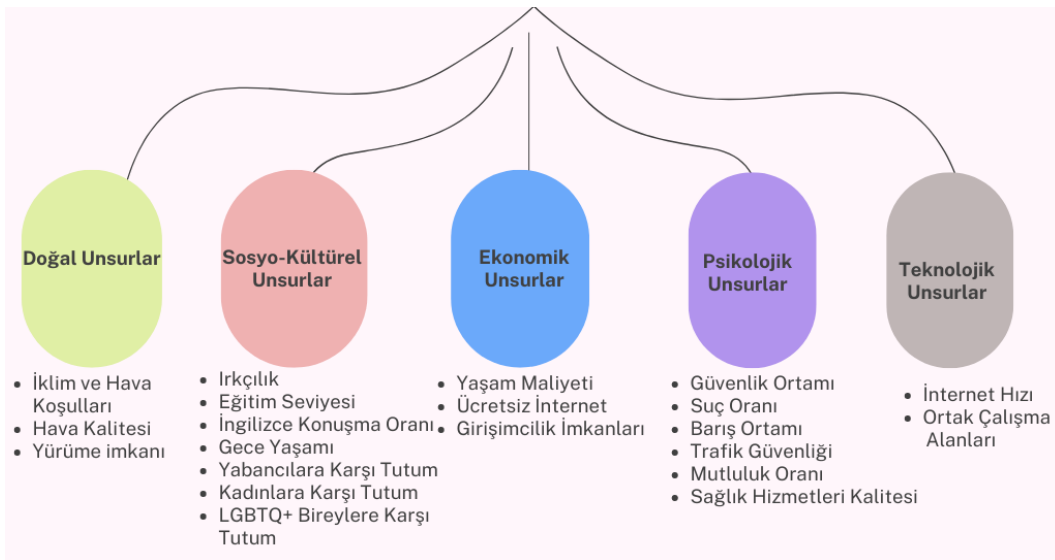 Doğal Unsurlar
İklim ve Hava
Koşulları
Hava Kalitesi
Yürüme imkanı
Sosyo-Kültürel
Unsurlar
Irkçılık
Eğitim Seviyesi
İngilizce Konuşma Oranı
Gece Yaşamı
Yabancılara Karşı Tutum
Kadınlara Karşı Tutum
LGBTQ+ Bireylere Karşı
Tutum
Ekonomik
Unsurlar
Yaşam Maliyeti
Ücretsiz İnternet
Girişimcilik İmkanları
Psikolojik
Unsurlar
Güvenlik Ortamı
Suç Oranı
Barış Ortamı
Trafik Güvenliği
Mutluluk Oranı
Sağlık Hizmetleri Kalitesi
Teknolojik
Unsurlar
İnternet Hızı
Ortak Çalışma
Alanları